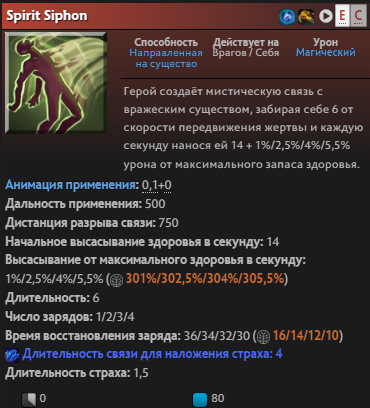 Spirit Siphon
E C
Способность
Направленная
на существо
Действует на
Врагов / Себя
Урон
Магический
Герой создаёт мистическую связь с
вражеским существом, забирая себе 6 от
скорости передвижения жертвы и каждую
секунду нанося ей 14 + 1%/2,5%/4%/5,5%
урона от максимального запаса здоровья.
Анимация применения: 0,1+0
Дальность применения: 500
Дистанция разрыва связи: 750
Начальное высасывание здоровья в секунду: 14
Высасывание от максимального здоровья в секунду:
1%/2,5%/4%/5,5% (301%/302,5%/304%/305,5%)
Длительность: 6
Число зарядов: 1/2/3/4
Время восстановления заряда: 36/34/32/30 (16/14/12/10)
Длительность связи для наложения страха: 4
Длительность страха: 1,5
0 80